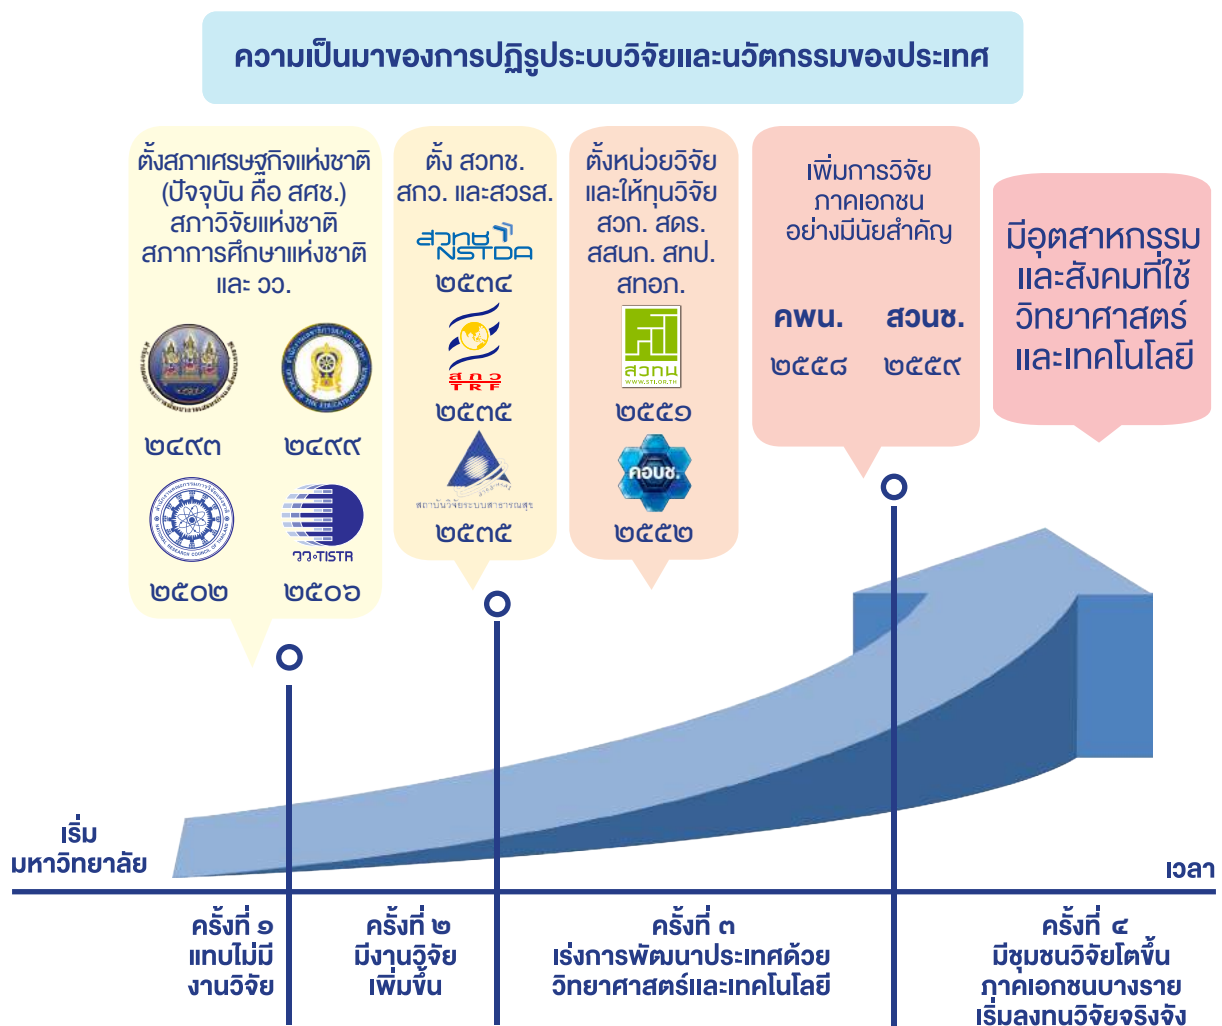 ความเป็นมาของการปฏิรูประบบวิจัยและนวัตกรรมของประเทศ
ตั้งสภาเศรษฐกิจแห่งชาติ
(ปัจจุบัน คือ สศช.)
สภาวิจัยแห่งชาติ
สภาการศึกษาแห่งชาติ
และ วว.
๒๔๙๓
๒๔๙๙
วว•TISTR
๒๕๐๒
๒๕๐๖
ตั้ง สวทช.
สกว. และสวรส.
สวทช
NSTDA
๒๕๓๔
สกว
TRF
๒๕๓๕
สถาบันวิจัยระบบสาธารณสุข
๒๕๓๕
ตั้งหน่วยวิจัย
และให้ทุนวิจัย
สวก. สดร.
สสนก. สทป.
สทอภ.
สวทน
WWW.STI.OR.TH
๒๕๕๑
คอบช.
๒๕๕๒
เพิ่มการวิจัย
ภาคเอกชน
อย่างมีนัยสำคัญ
คพน. สวนช.
๒๕๕๘ ๒๕๕๙
มีอุตสาหกรรม
และสังคมที่ใช้
วิทยาศาสตร์
และเทคโนโลยี
เริ่ม
มหาวิทยาลัย
เวลา
ครั้งที่ ๑
แทบไม่มี
งานวิจัย
ครั้งที่ ๒
มีงานวิจัย
เพิ่มขึ้น
ครั้งที่ ๓
เร่งการพัฒนาประเทศด้วย
วิทยาศาสตร์และเทคโนโลยี
ครั้งที่ ๔
มีชุมชนวิจัยโตขึ้น
ภาคเอกชนบางราย
เริ่มลงทุนวิจัยจริงจัง